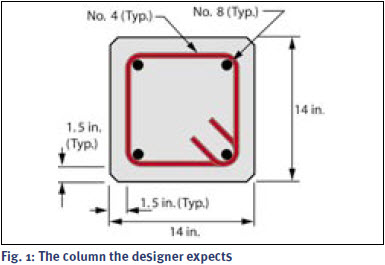 No. 4 (Typ.)
No. 8 (Typ.)
14 in.
1.5 in.
(Typ.)
1.5 in. (Typ.)
14 in.
Fig. 1: The column the designer expects